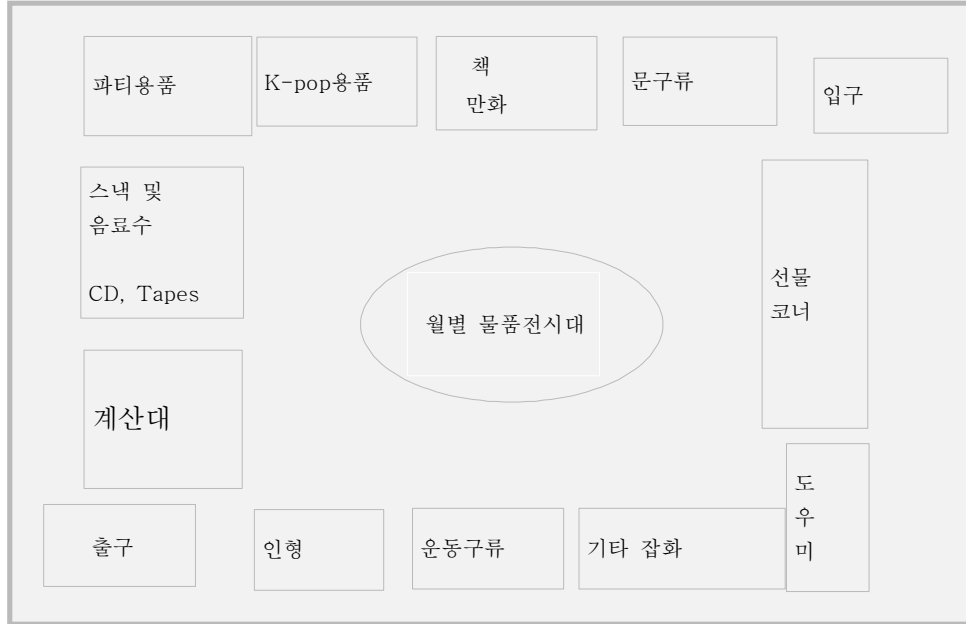 파티용품
K-pop용품
책
만화
문구류
입구
스낵 및
음료수
CD, Tapes
월별 물품전시대
선물
코너
계산대
도
우
미
출구
인형
운동구류
기타 잡화